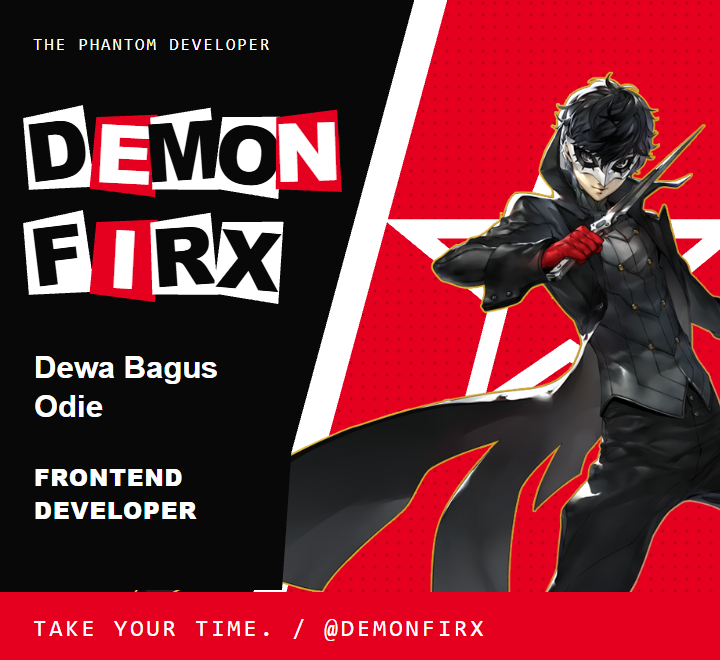 THE PHANTOM DEVELOPER
DEMON
FIRX
Dewa Bagus
Odie
FRONTEND
DEVELOPER
TAKE YOUR TIME. / @DEMONFIRX